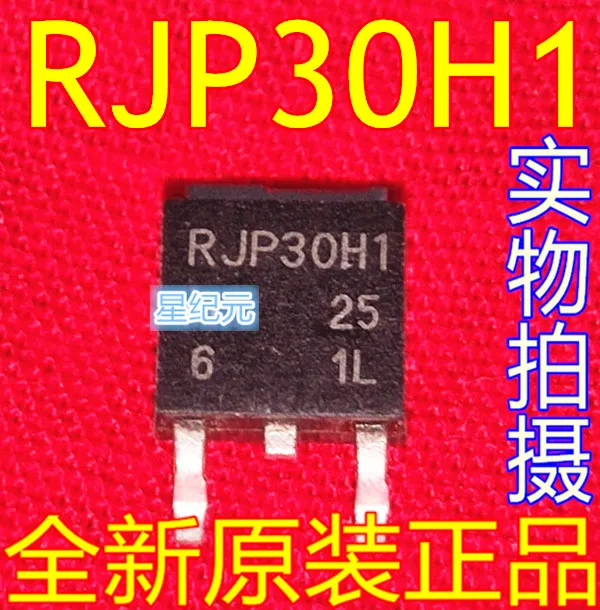 RJP30H1
实物拍摄
RJP30H1
星纪元 25
6 1L
全新原装正品